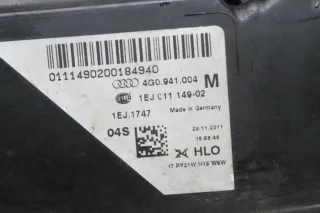 0111490200184940
4G0.941.004 M
1EJ 011 149-02
1EJ.1747 Made in Germany
04S 29.11.2011
HLO
PY21W H15 W5W